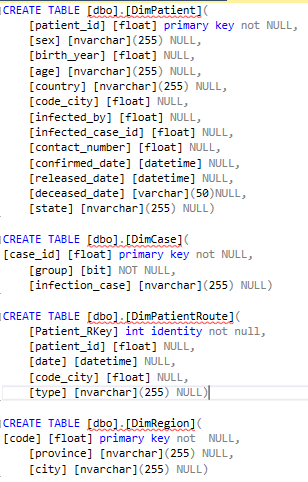 CREATE TABLE [dbo].[DimPatient](
[patient_id] [float] primary key not NULL,
[sex] [nvarchar](255) NULL,
[birth_year] [float] NULL,
[age] [nvarchar](255) NULL,
[country] [nvarchar](255) NULL,
[code_city] [float] NULL,
[infected_by] [float] NULL,
[infected_case_id] [float] NULL,
[contact_number] [float] NULL,
[confirmed_date] [datetime] NULL,
[released_date] [datetime] NULL,
[deceased_date] [varchar](50)NULL,
[state] [nvarchar](255) NULL)
CREATE TABLE [dbo].[DimCase](
[case_id] [float] primary key not NULL,
[group] [bit] NOT NULL,
[infection_case] [nvarchar](255) NULL)
CREATE TABLE [dbo].[DimPatientRoute](
[Patient_RKey] int identity not null,
[patient_id] [float] NULL,
[date] [datetime] NULL,
[code_city] [float] NULL,
[type] [nvarchar](255) NULL)
CREATE TABLE [dbo].[DimRegion](
[code] [float] primary key not  NULL,
[province] [nvarchar](255) NULL,
[city] [nvarchar](255) NULL)